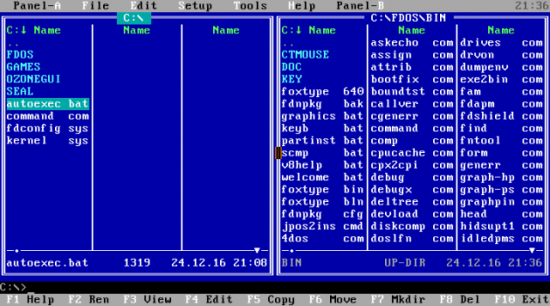 Panel-A File Edit Setup Tools Help Panel-B 21:36
C:\
C:↓ Name Name Name
..
FDOS
GAMES
OZONEGUI
SEAL
autoexec bat
command com
fdconfig sys
kernel sys
autoexec.bat 1319 24.12.16 21:08
C:\FDOS\BIN
C:↓ Name Name Name
.. askecho com drives com
CTMOUSE assign com drvon com
DOC attrib com dumpenv com
KEY bootfix com exe2bin com
foxtype 640 boundtst com fam com
fdnpkg bak callver com fdapm com
graphics bat cgenerr com fdshield com
keyb bat command com find com
partinst bat comp com fntool com
scmp bat cpucache com form com
v8help bat cpx2cpi com generr com
welcome bat debug com graph-hp com
foxtype bin debugx com graph-ps com
foxtype bln deltree com graphpin com
fdnpkg cfg devload com head com
jpos2ins cmd diskcomp com hidsupt1 com
4dos com doslfn com idledpms com
BIN UP-DIR 24.12.16 21:36
C:\>
F1 Help F2 Ren F3 View F4 Edit F5 Copy F6 Move F7 Mkdir F8 Del F10 Exit